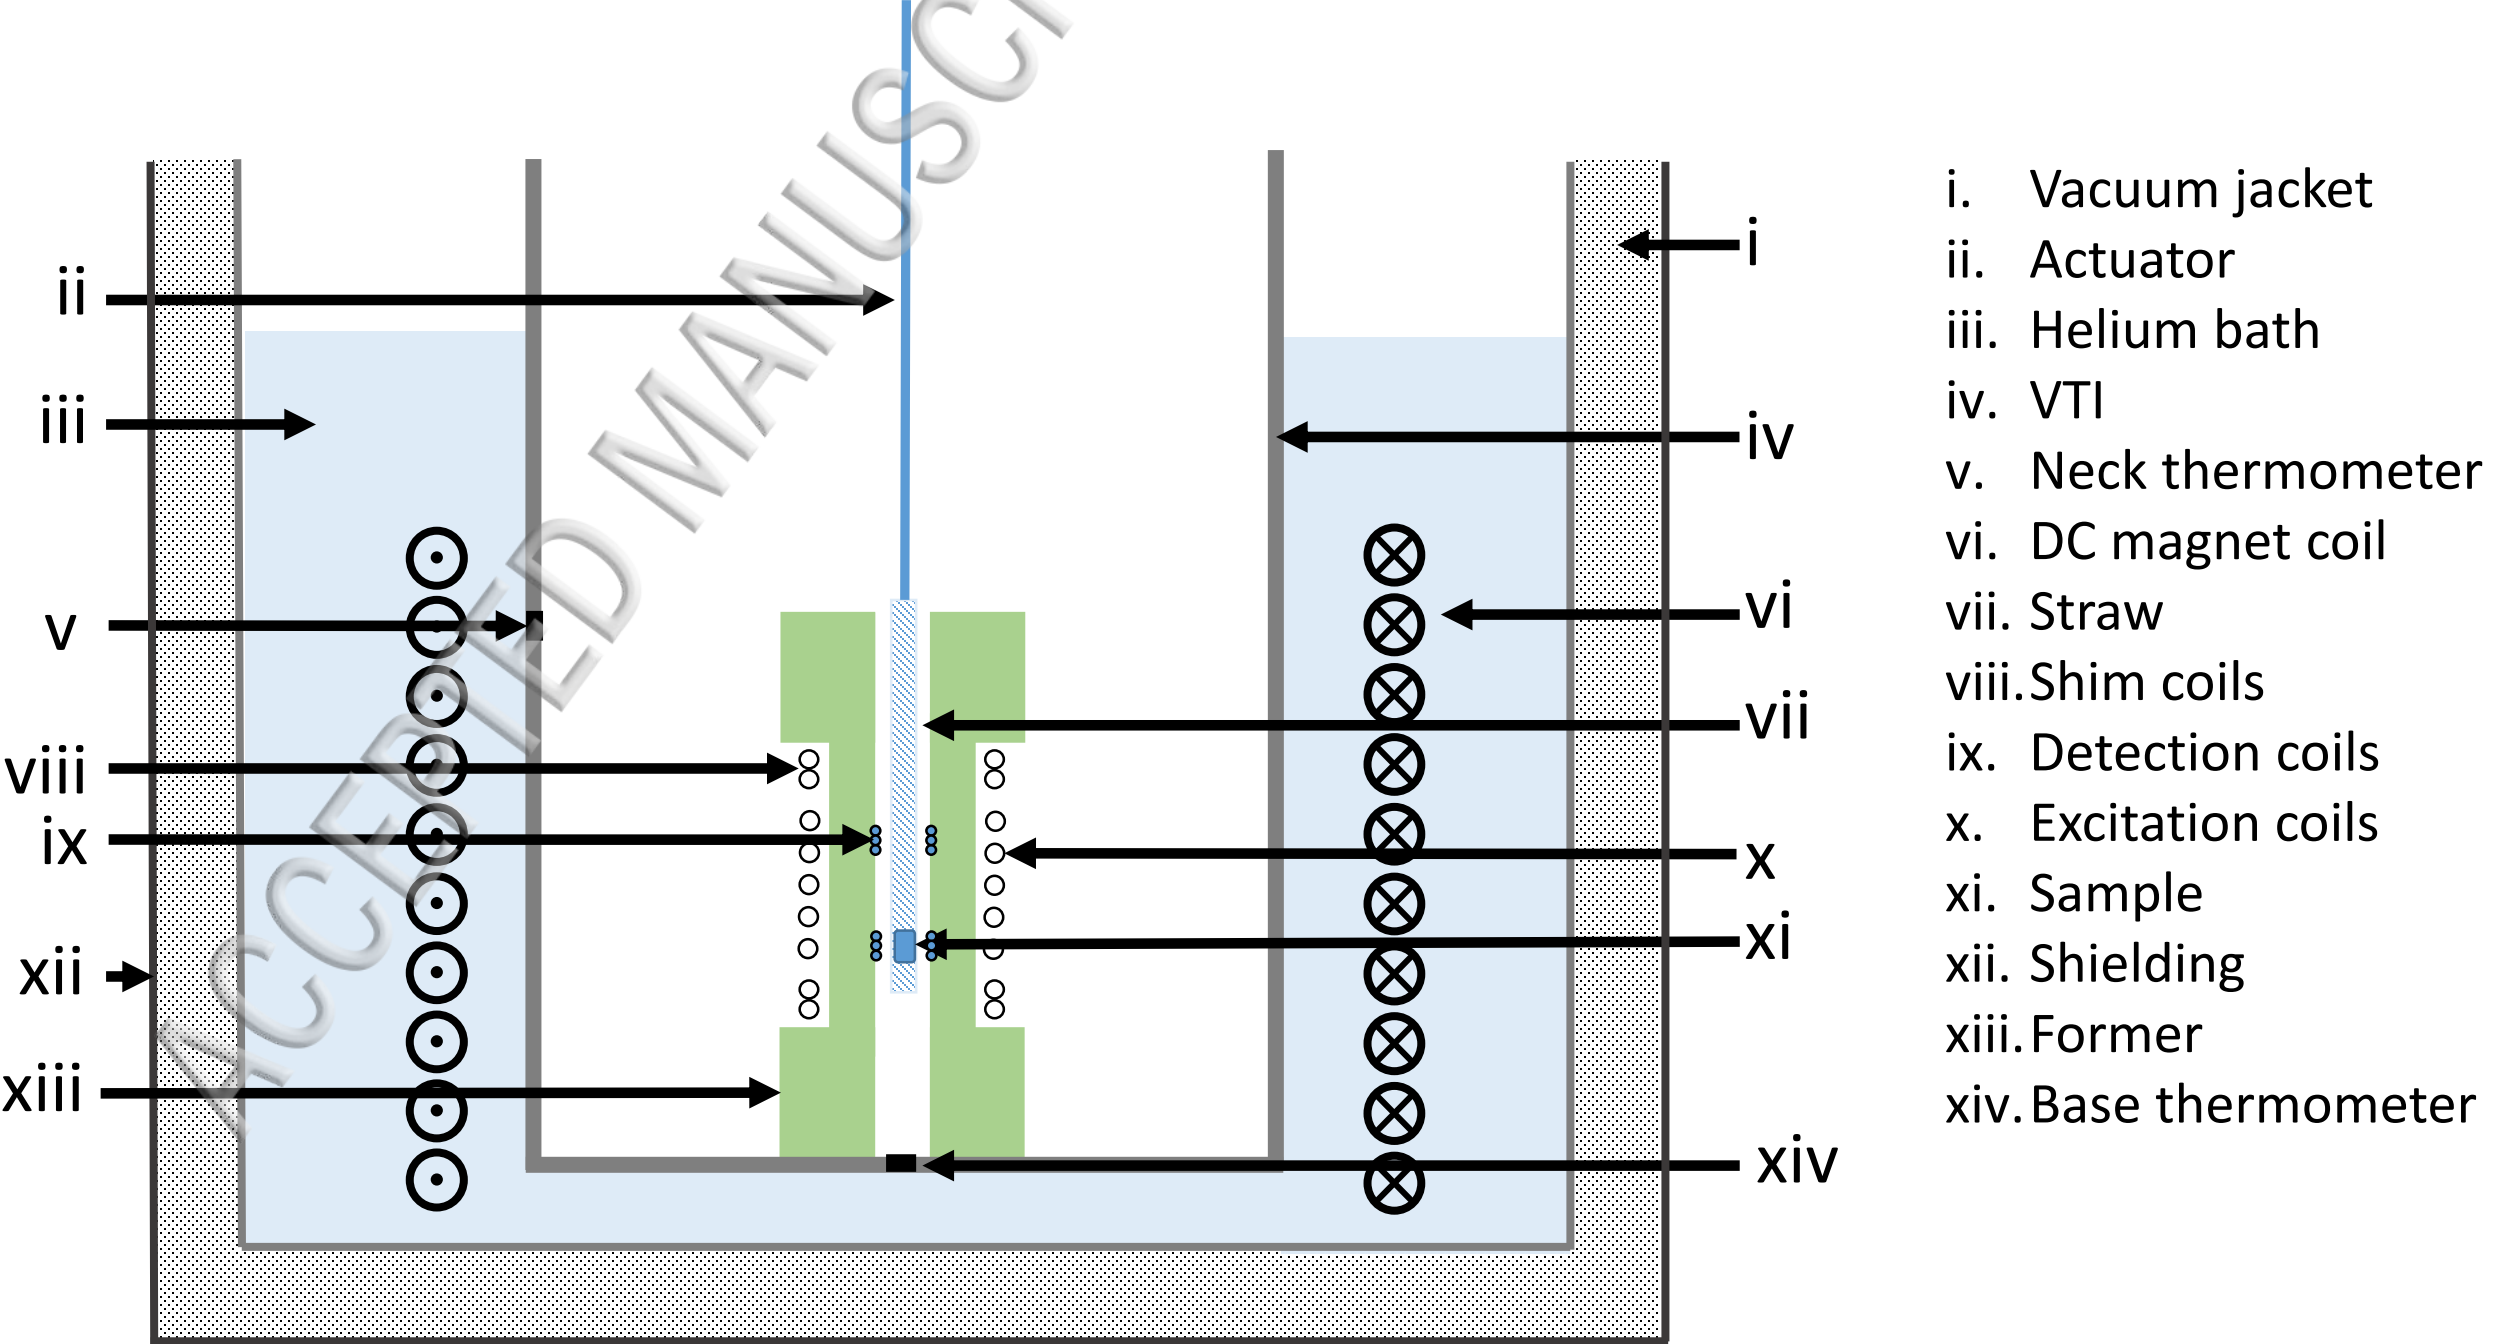 i
ii
iii
iv
v
vi
vii
viii
ix
x
xi
xii
xiii
xiv
i. Vacuum jacket
ii. Actuator
iii. Helium bath
iv. VTI
v. Neck thermometer
vi. DC magnet coil
vii. Straw
viii. Shim coils
ix. Detection coils
x. Excitation coils
xi. Sample
xii. Shielding
xiii. Former
xiv. Base thermometer
ACCEPTED MANUSCRI